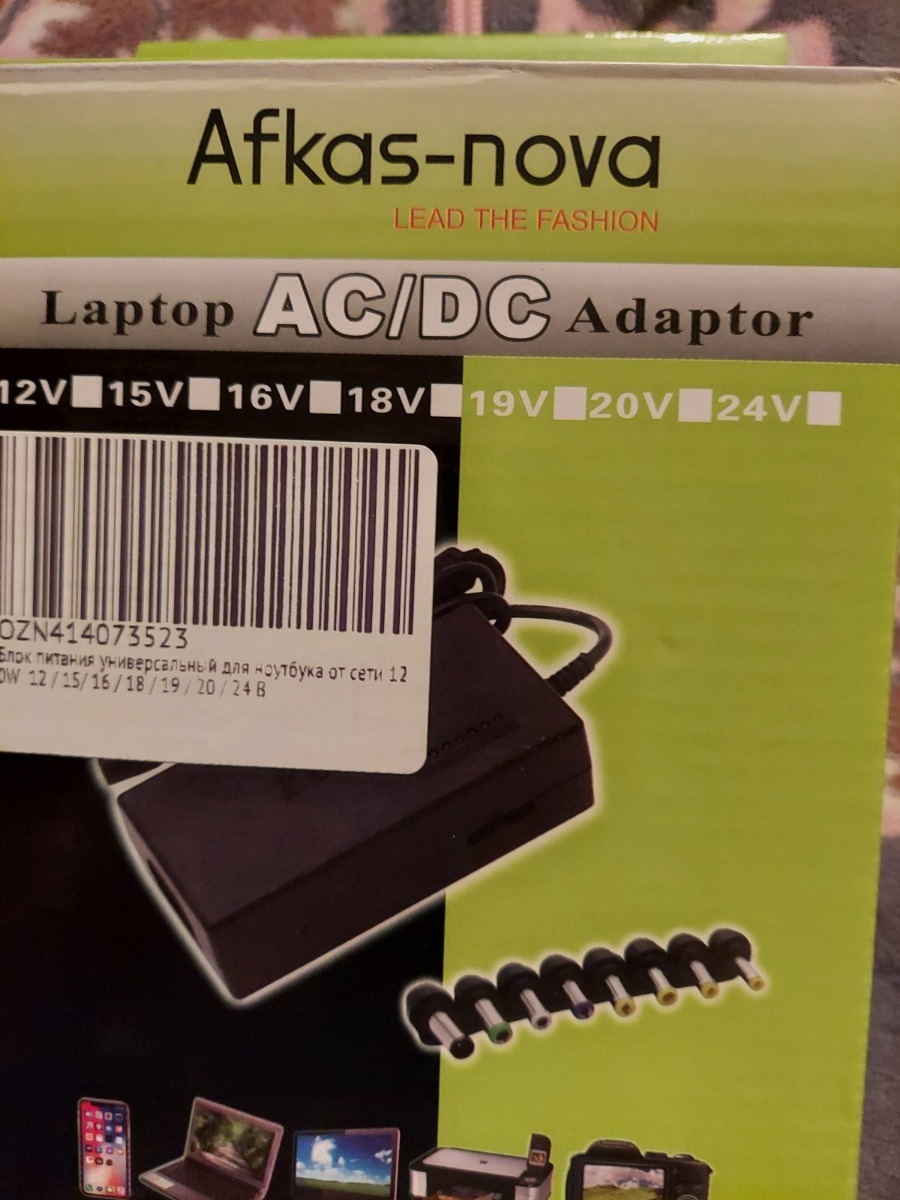 Afkas-nova
LEAD THE FASHION
Laptop AC/DC Adaptor
12V 15V 16V 18V 19V 20V 24V
OZN414073523
Блок питания универсальный для ноутбука от сети 12
0W 12/15/16/18/19/20/24 В